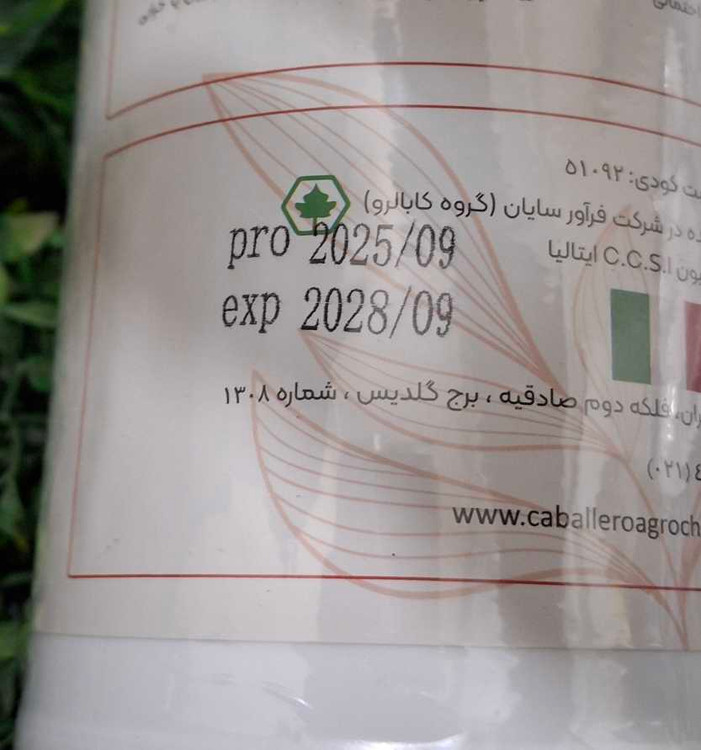 کودی: ۵۱۰۹۲
در شرکت فرآور سایان (گروه کابالرو)
C.C.S.I ایتالیا
pro 2025/09
exp 2028/09
فلکه دوم صادقیه ، برج گلدیس ، شماره ۱۳۰۸
(۰۲۱)
www.caballeroagroch